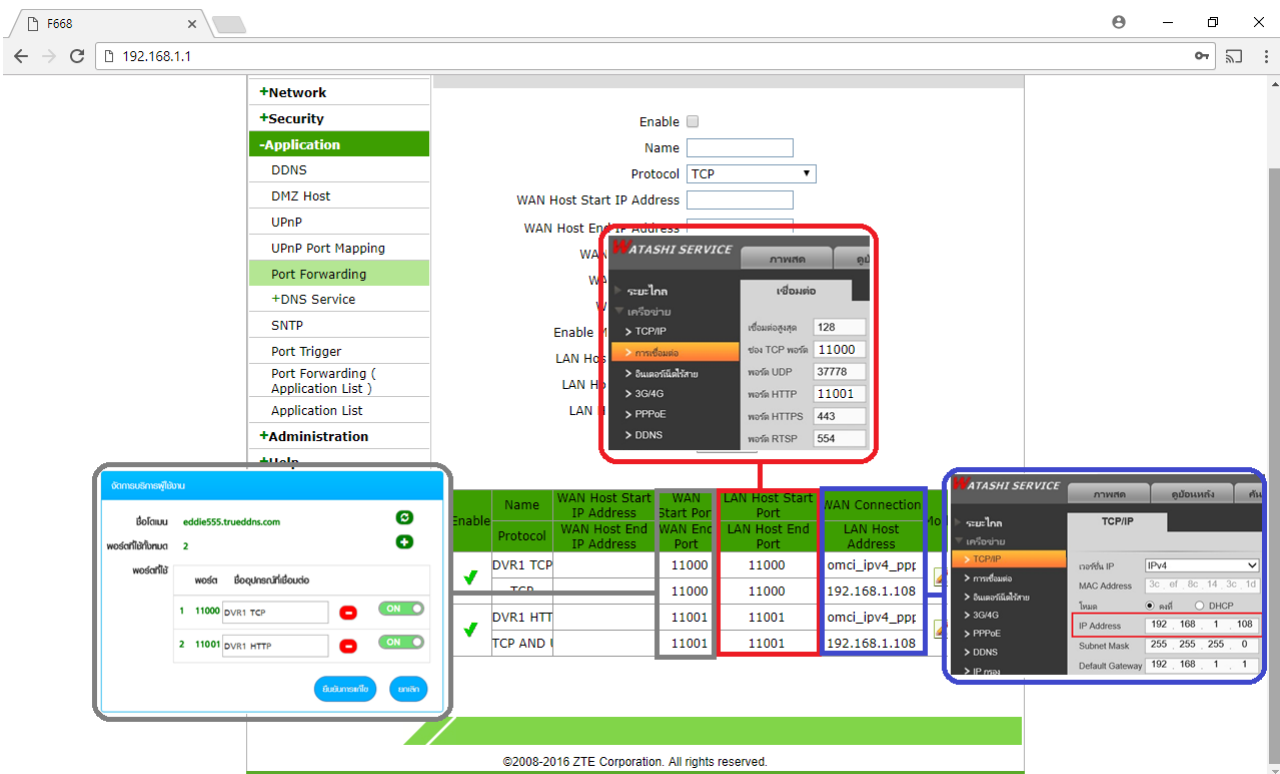 F668
192.168.1.1
+Network
+Security
-Application
DDNS
DMZ Host
UPnP
UPnP Port Mapping
Port Forwarding
+DNS Service
SNTP
Port Trigger
Port Forwarding (
Application List )
Application List
+Administration
+Help
Enable
Name
Protocol TCP
WAN Host Start IP Address
WAN Host End IP Address
WAN
Enable
LAN Hos
LAN Ho
LAN H
WATASHI SERVICE
ภาพสด
ระยะไกล
เครือข่าย
> TCP/IP
> การเชื่อมต่อ
> อินเตอร์เน็ตไร้สาย
> 3G/4G
> PPPoE
> DDNS
เชื่อมต่อ
เชื่อมต่อสูงสุด 128
ช่อง TCP พอร์ต 11000
พอร์ต UDP 37778
พอร์ต HTTP 11001
พอร์ต HTTPS 443
พอร์ต RTSP 554
จัดการบริการผู้ใช้งาน
ชื่อโดเมน eddie555.trueddns.com
พอร์ตที่ใช้ทั้งหมด 2
พอร์ตที่ใช้
พอร์ต ชื่ออุปกรณ์ที่เชื่อมต่อ
1 11000 DVR1 TCP ON
2 11001 DVR1 HTTP ON
ยืนยันการแก้ไข ยกเลิก
Enable
Name
Protocol
WAN Host Start
IP Address
WAN Host End
IP Address
WAN
Start Port
WAN End
Port
LAN Host Start
Port
LAN Host End
Port
WAN Connection
LAN Host
Address
DVR1 TCP 11000 11000 omci_ipv4_ppp
TCP 11000 11000 192.168.1.108
DVR1 HTT 11001 11001 omci_ipv4_ppp
TCP AND 11001 11001 192.168.1.108
WATASHI SERVICE
ภาพสด ดูย้อนหลัง
ระยะไกล
เครือข่าย
> TCP/IP
> การเชื่อมต่อ
> อินเตอร์เน็ตไร้สาย
> 3G/4G
> PPPoE
> DDNS
> IP กรอง
TCP/IP
เวอร์ชั่น IP IPv4
MAC Address 3c . ef . 8c . 14 . 3c . 1d
โหมด คงที่ DHCP
IP Address 192 . 168 . 1 . 108
Subnet Mask 255 . 255 . 255 . 0
Default Gateway 192 . 168 . 1 . 1
©2008-2016 ZTE Corporation. All rights reserved.